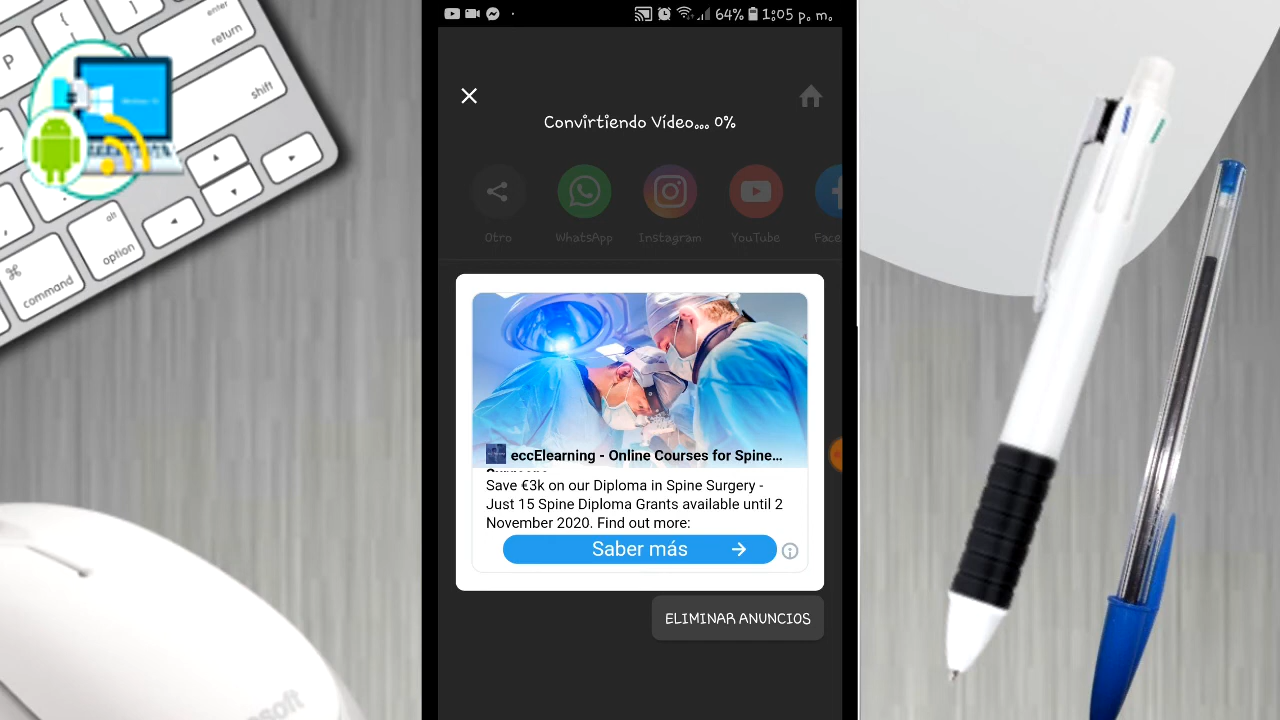 enter
return
P
shift
alt
option
⌘
command
64% 1:05 p. m.
Convirtiendo Vídeo... 0%
Otro WhatsApp Instagram YouTube Face
eccElearning - Online Courses for Spine...
Save €3k on our Diploma in Spine Surgery -
Just 15 Spine Diploma Grants available until 2
November 2020. Find out more:
Saber más
ELIMINAR ANUNCIOS